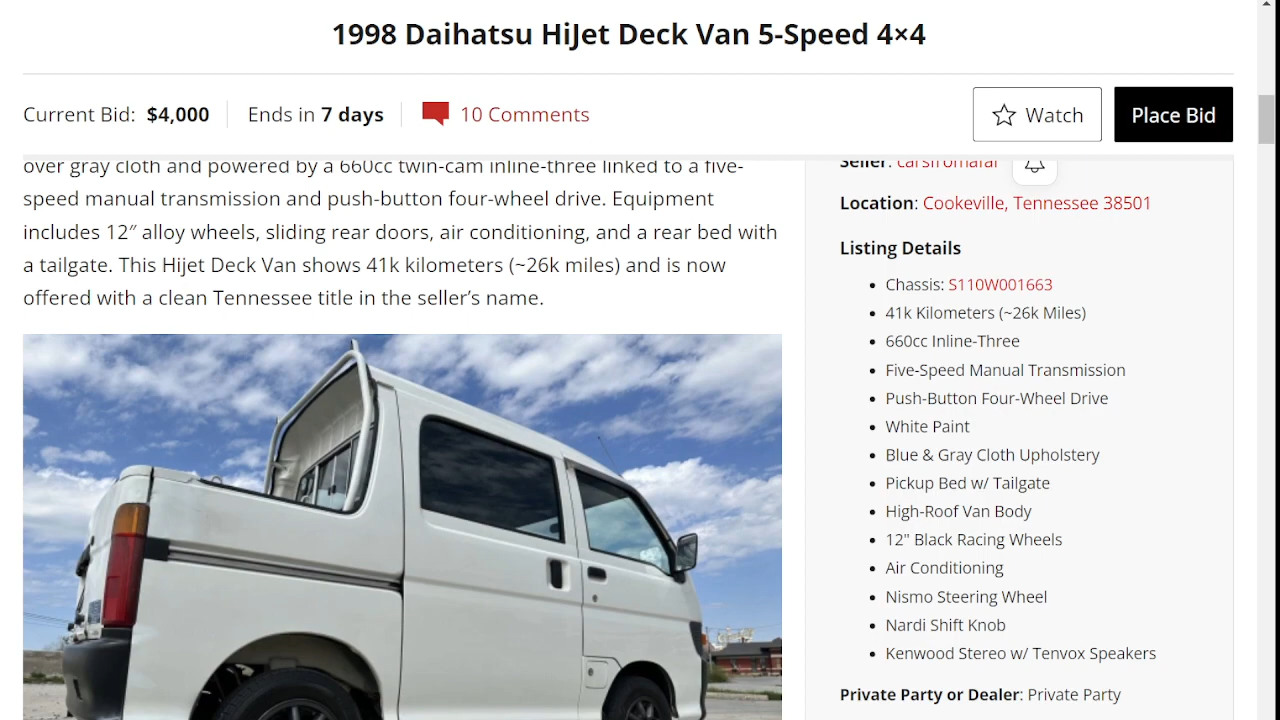 1998 Daihatsu HiJet Deck Van 5-Speed 4×4
Current Bid: $4,000
Ends in 7 days
10 Comments
Watch
Place Bid
over gray cloth and powered by a 660cc twin-cam inline-three linked to a five-
speed manual transmission and push-button four-wheel drive. Equipment
includes 12″ alloy wheels, sliding rear doors, air conditioning, and a rear bed with
a tailgate. This Hijet Deck Van shows 41k kilometers (~26k miles) and is now
offered with a clean Tennessee title in the seller’s name.
Seller: carsfromafar
Location: Cookeville, Tennessee 38501
Listing Details
• Chassis: S110W001663
• 41k Kilometers (~26k Miles)
• 660cc Inline-Three
• Five-Speed Manual Transmission
• Push-Button Four-Wheel Drive
• White Paint
• Blue & Gray Cloth Upholstery
• Pickup Bed w/ Tailgate
• High-Roof Van Body
• 12" Black Racing Wheels
• Air Conditioning
• Nismo Steering Wheel
• Nardi Shift Knob
• Kenwood Stereo w/ Tenvox Speakers
Private Party or Dealer: Private Party